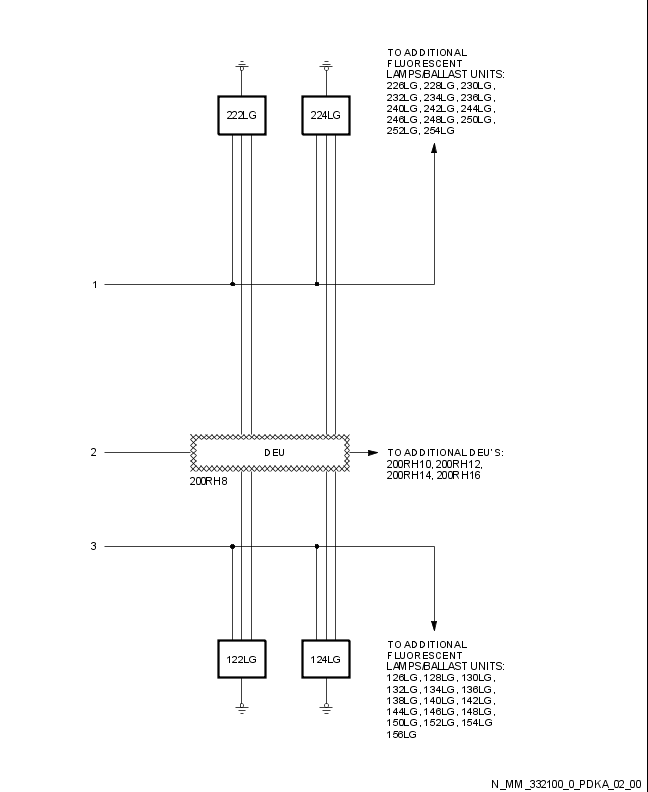 TO ADDITIONAL
FLUORESCENT
LAMPS/BALLAST UNITS:
226LG, 228LG, 230LG,
232LG, 234LG, 236LG,
240LG, 242LG, 244LG,
246LG, 248LG, 250LG,
252LG, 254LG
222LG
224LG
1
2
DEU
TO ADDITIONAL DEU'S:
200RH10, 200RH12,
200RH14, 200RH16
200RH8
3
122LG
124LG
TO ADDITIONAL
FLUORESCENT
LAMPS/BALLAST UNITS:
126LG, 128LG, 130LG,
132LG, 134LG, 136LG,
138LG, 140LG, 142LG,
144LG, 146LG, 148LG,
150LG, 152LG, 154LG
156LG
N_MM_332100_0_PDKA_02_00